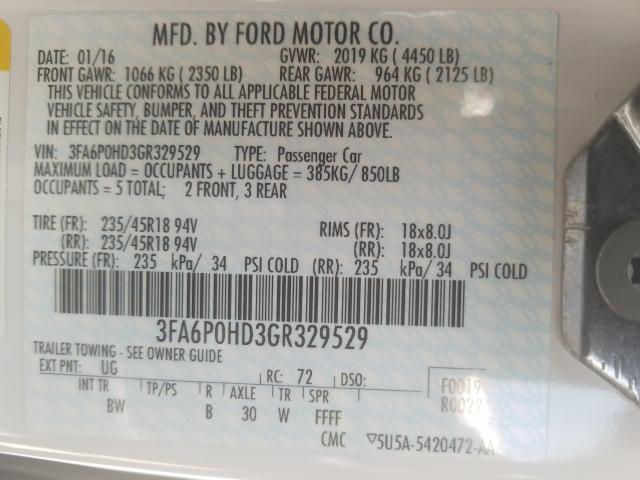 MFD. BY FORD MOTOR CO.
DATE: 01/16 GVWR: 2019 KG ( 4450 LB)
FRONT GAWR: 1066 KG ( 2350 LB) REAR GAWR: 964 KG ( 2125 LB)
THIS VEHICLE CONFORMS TO ALL APPLICABLE FEDERAL MOTOR
VEHICLE SAFETY, BUMPER, AND THEFT PREVENTION STANDARDS
IN EFFECT ON THE DATE OF MANUFACTURE SHOWN ABOVE.
VIN: 3FA6P0HD3GR329529 TYPE: Passenger Car
MAXIMUM LOAD = OCCUPANTS + LUGGAGE = 385KG/ 850LB
OCCUPANTS = 5 TOTAL; 2 FRONT, 3 REAR
TIRE (FR): 235/45R18 94V RIMS (FR): 18x8.0J
(RR): 235/45R18 94V (RR): 18x8.0J
PRESSURE (FR): 235 kPa/ 34 PSI COLD (RR): 235 kPa/ 34 PSI COLD
3FA6P0HD3GR329529
TRAILER TOWING - SEE OWNER GUIDE
EXT PNT: UG RC: 72 DSO: F0019
INT TR TP/PS R AXLE TR SPR R0022
BW B 30 W FFFF
CMC ▽5U5A-5420472-AA